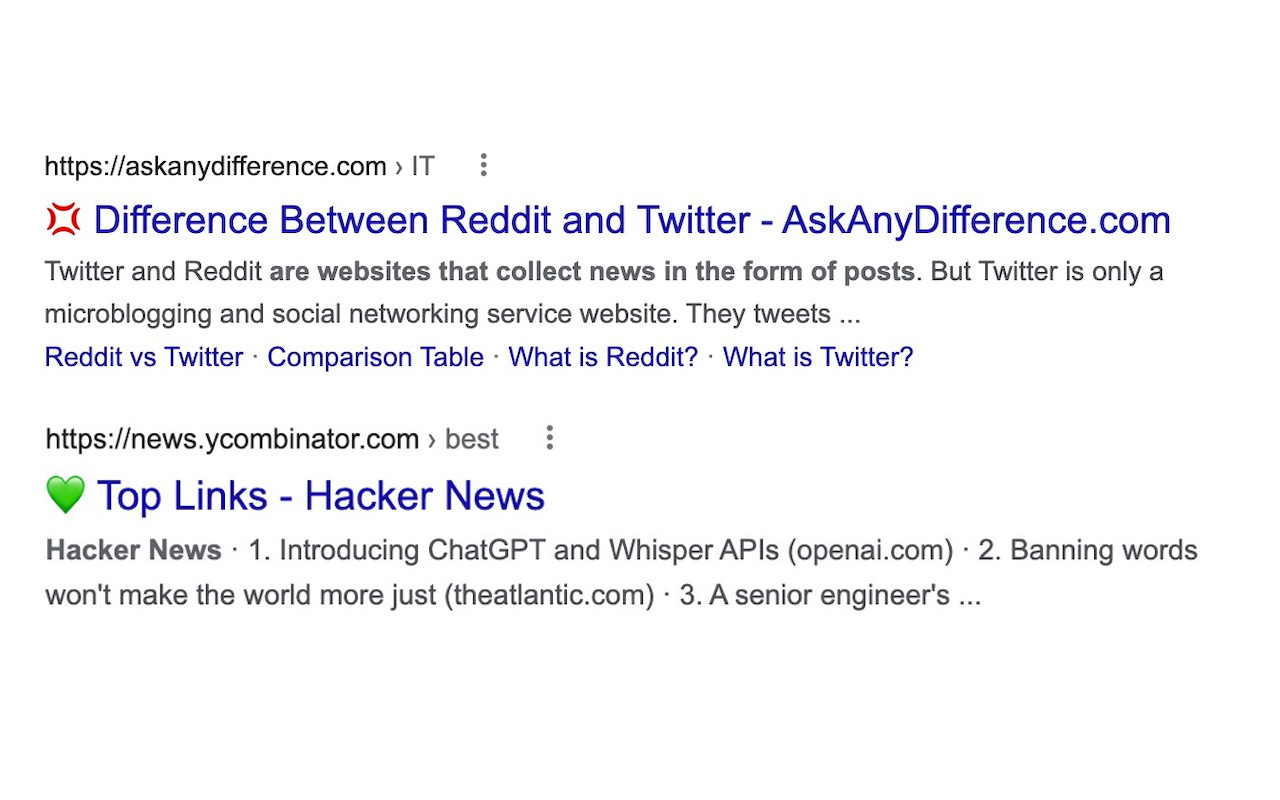 https://askanydifference.com › IT
💢 Difference Between Reddit and Twitter - AskAnyDifference.com
Twitter and Reddit are websites that collect news in the form of posts. But Twitter is only a
microblogging and social networking service website. They tweets ...
Reddit vs Twitter · Comparison Table · What is Reddit? · What is Twitter?
https://news.ycombinator.com › best
💚 Top Links - Hacker News
Hacker News · 1. Introducing ChatGPT and Whisper APIs (openai.com) · 2. Banning words
won't make the world more just (theatlantic.com) · 3. A senior engineer's ...